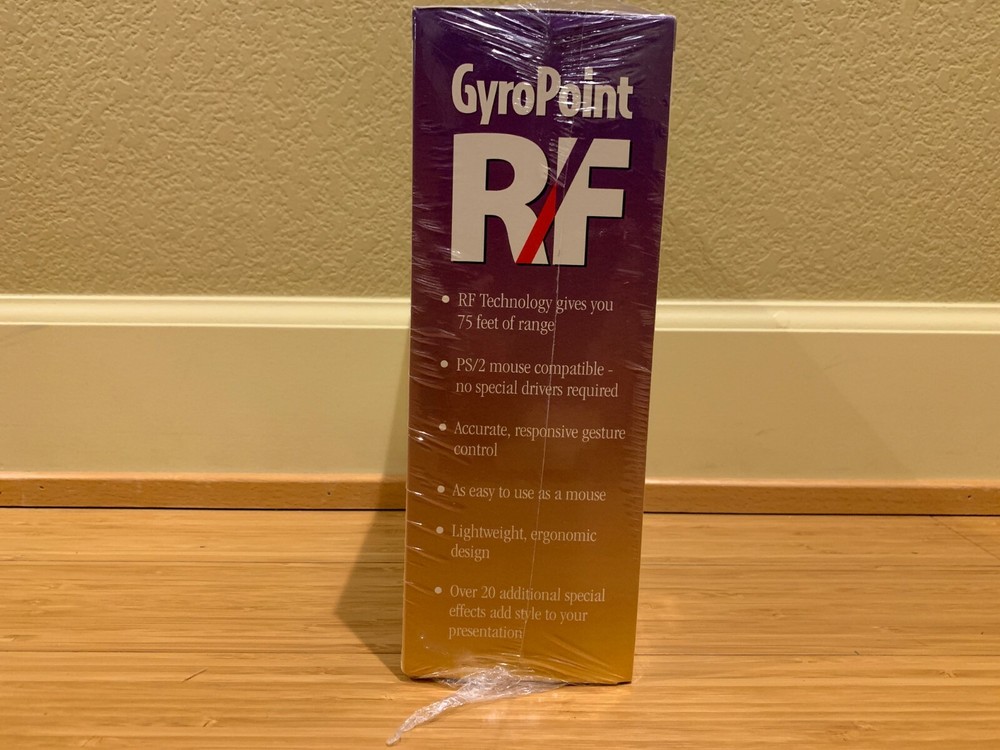 GyroPoint
R/F
• RF Technology gives you
75 feet of range
• PS/2 mouse compatible -
no special drivers required
• Accurate, responsive gesture
control
• As easy to use as a mouse
• Lightweight, ergonomic
design
• Over 20 additional special
effects add style to your
presentation